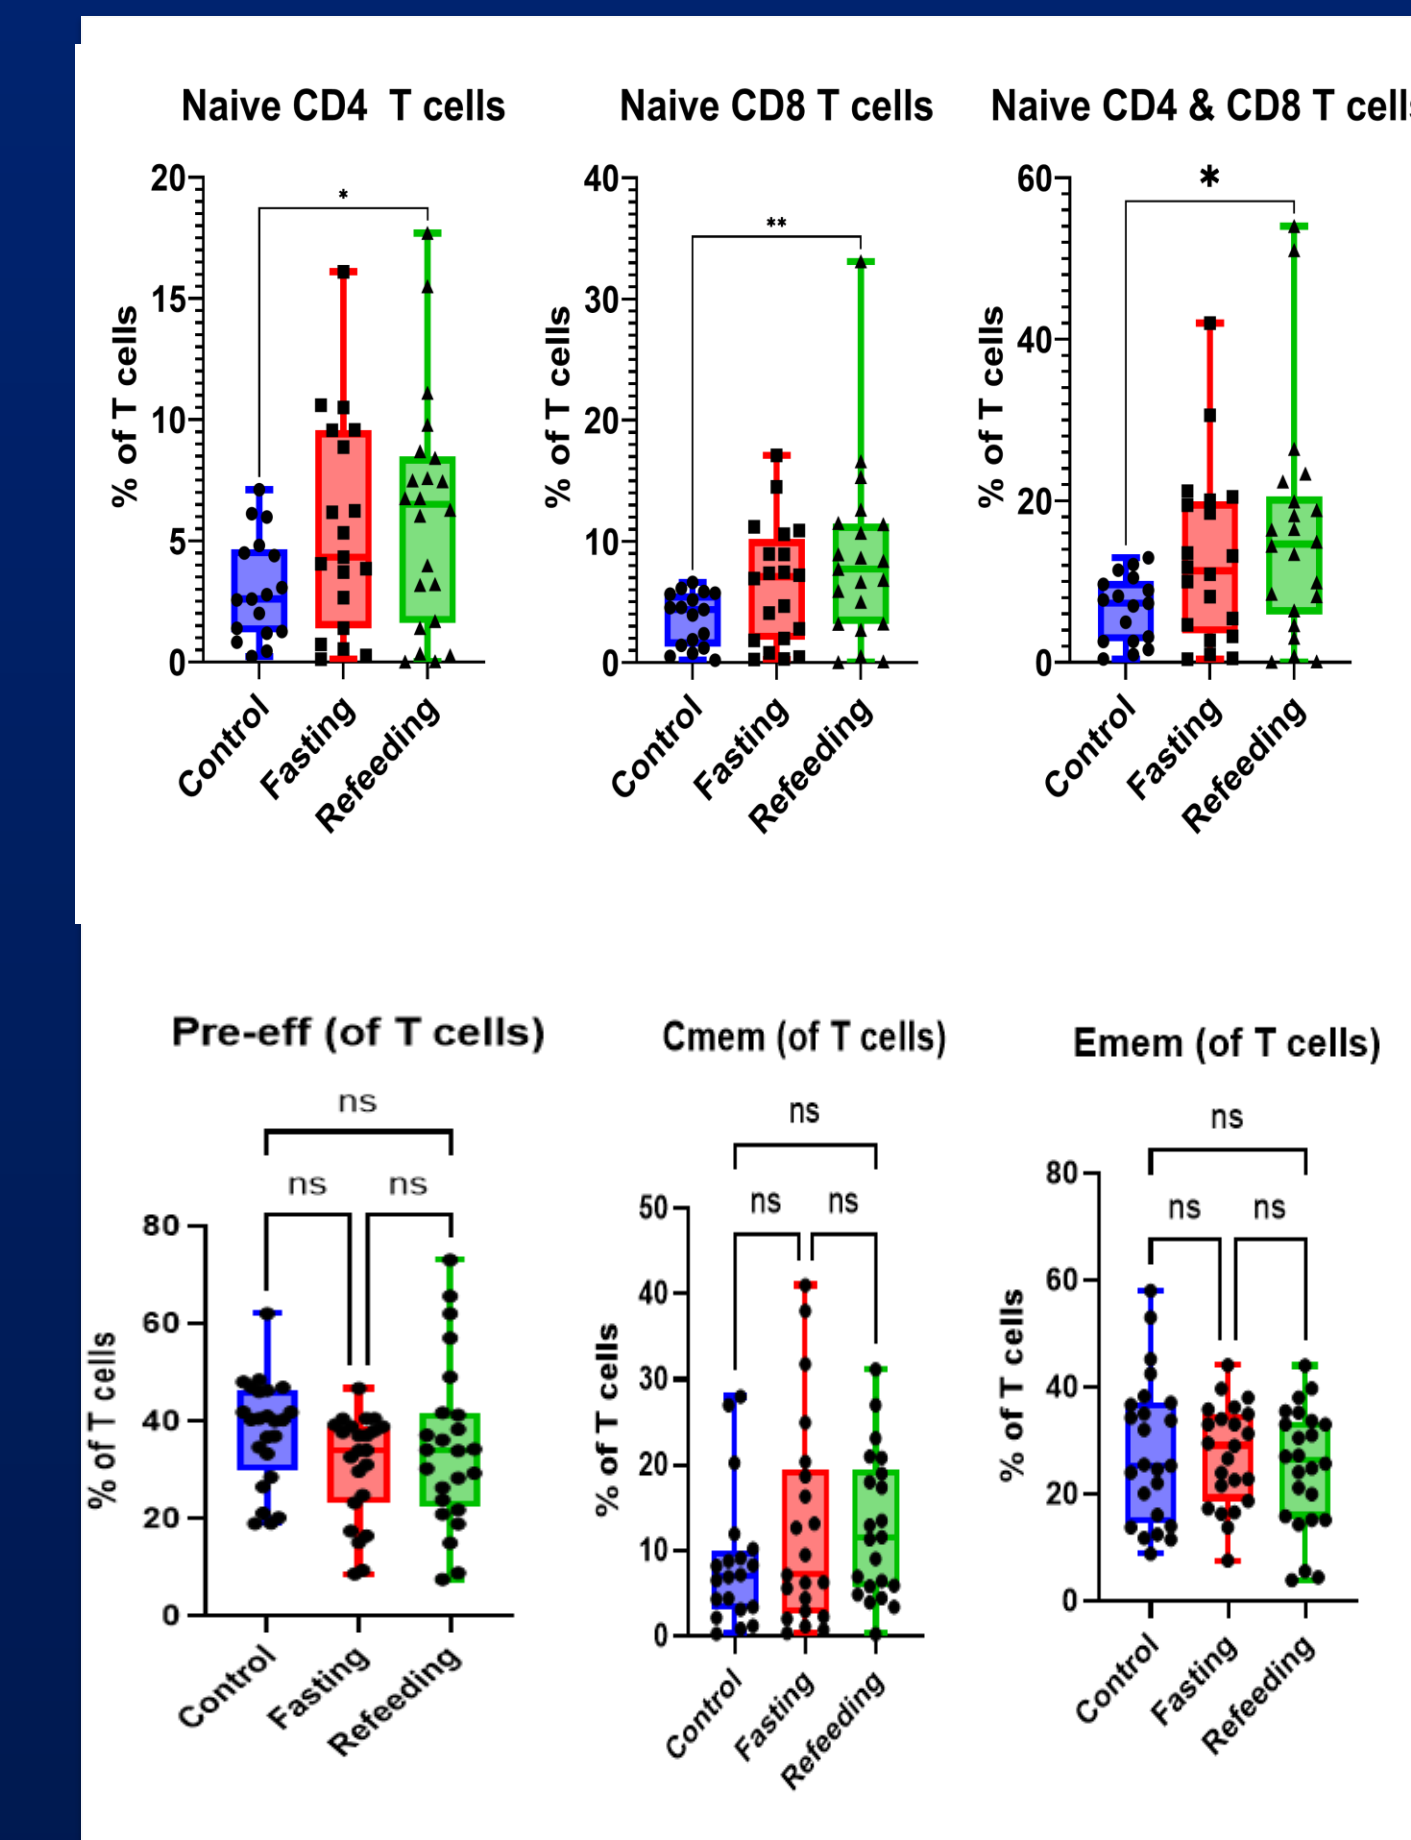 Naive CD4 T cells
20
15
10
5
0
% of T cells
*
Control
Fasting
Refeeding
Naive CD8 T cells
40
30
20
10
0
% of T cells
**
Control
Fasting
Refeeding
Naive CD4 & CD8 T cells
60
40
20
0
% of T cells
*
Control
Fasting
Refeeding
Pre-eff (of T cells)
ns
ns ns
80
60
40
20
0
% of T cells
Control
Fasting
Refeeding
Cmem (of T cells)
ns
ns ns
50
40
30
20
10
0
% of T cells
Control
Fasting
Refeeding
Emem (of T cells)
ns
ns ns
80
60
40
20
0
% of T cells
Control
Fasting
Refeeding